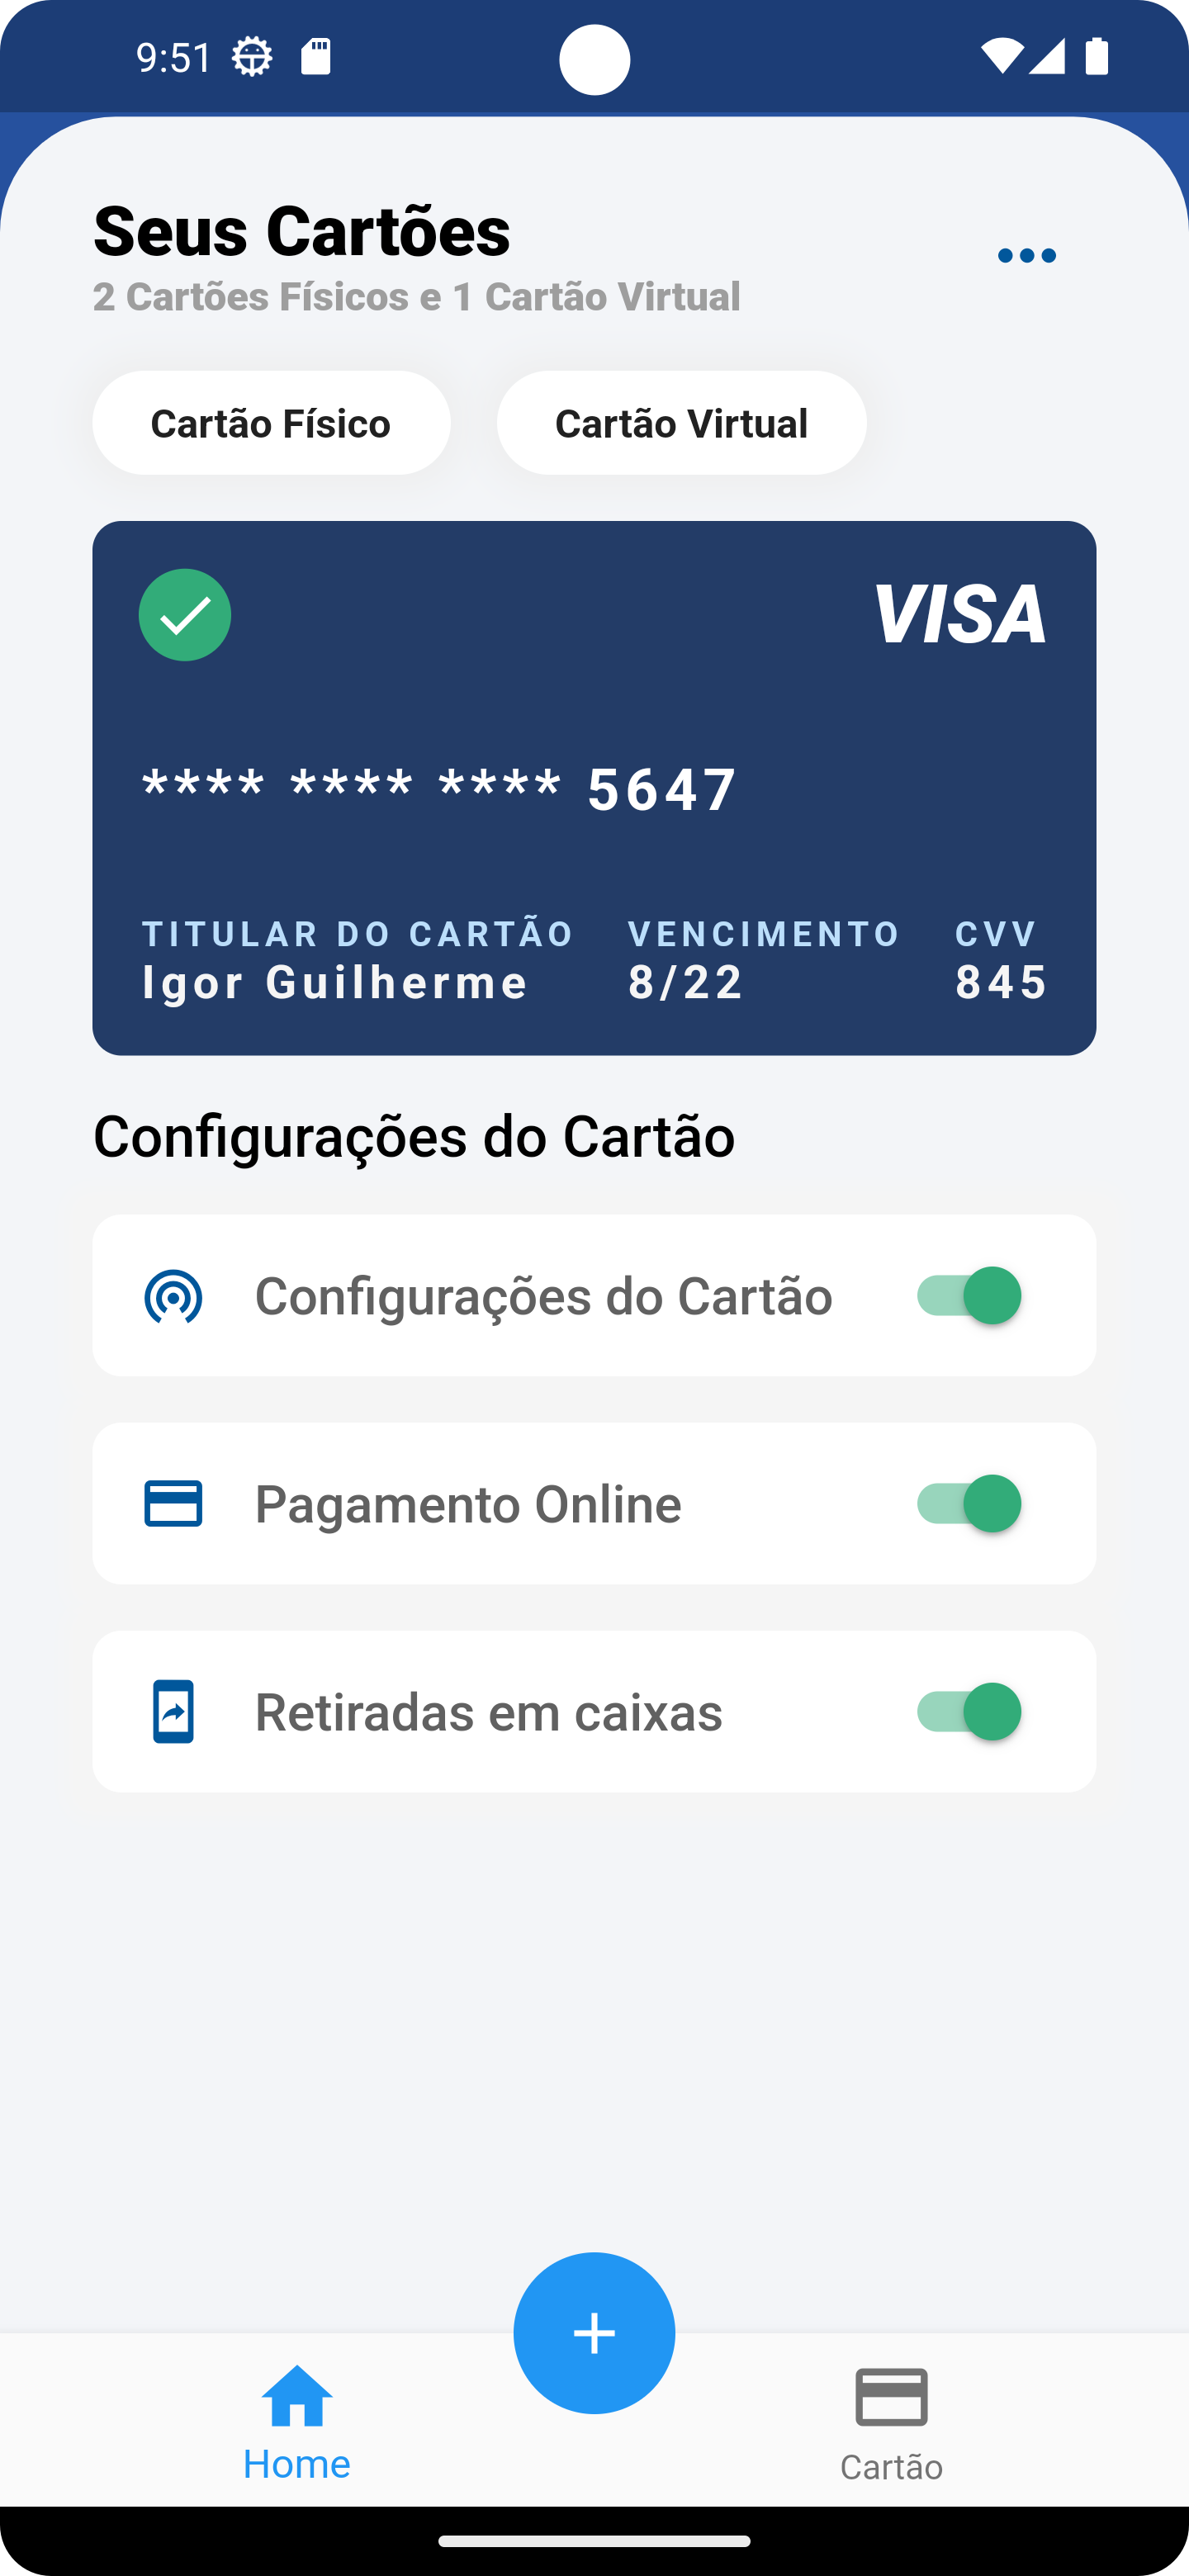 9:51
Seus Cartões
2 Cartões Físicos e 1 Cartão Virtual
Cartão Físico Cartão Virtual
VISA
**** **** **** 5647
TITULAR DO CARTÃO VENCIMENTO CVV
Igor Guilherme 8/22 845
Configurações do Cartão
Configurações do Cartão
Pagamento Online
Retiradas em caixas
Home Cartão